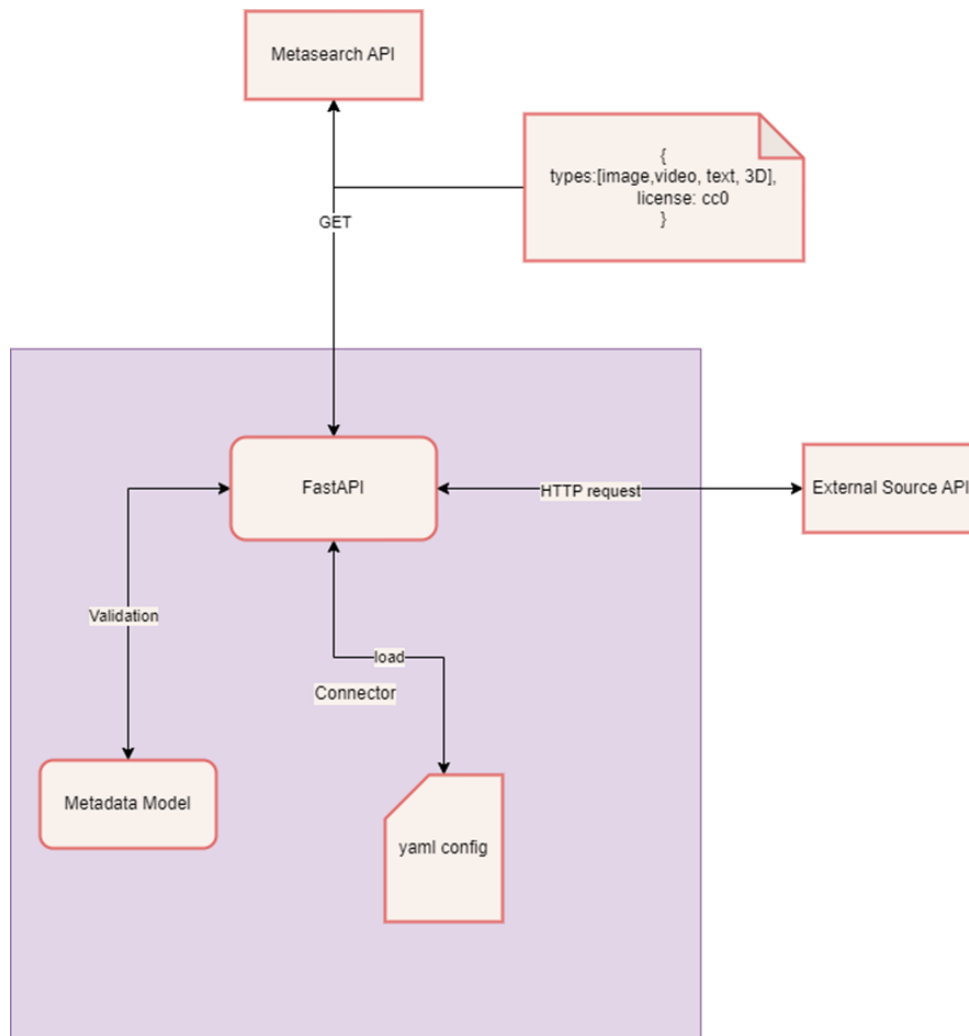 Metasearch API
{
types:[image,video, text, 3D],
license: cc0
}
GET
FastAPI
HTTP request
External Source API
Validation
load
Connector
Metadata Model
yaml config